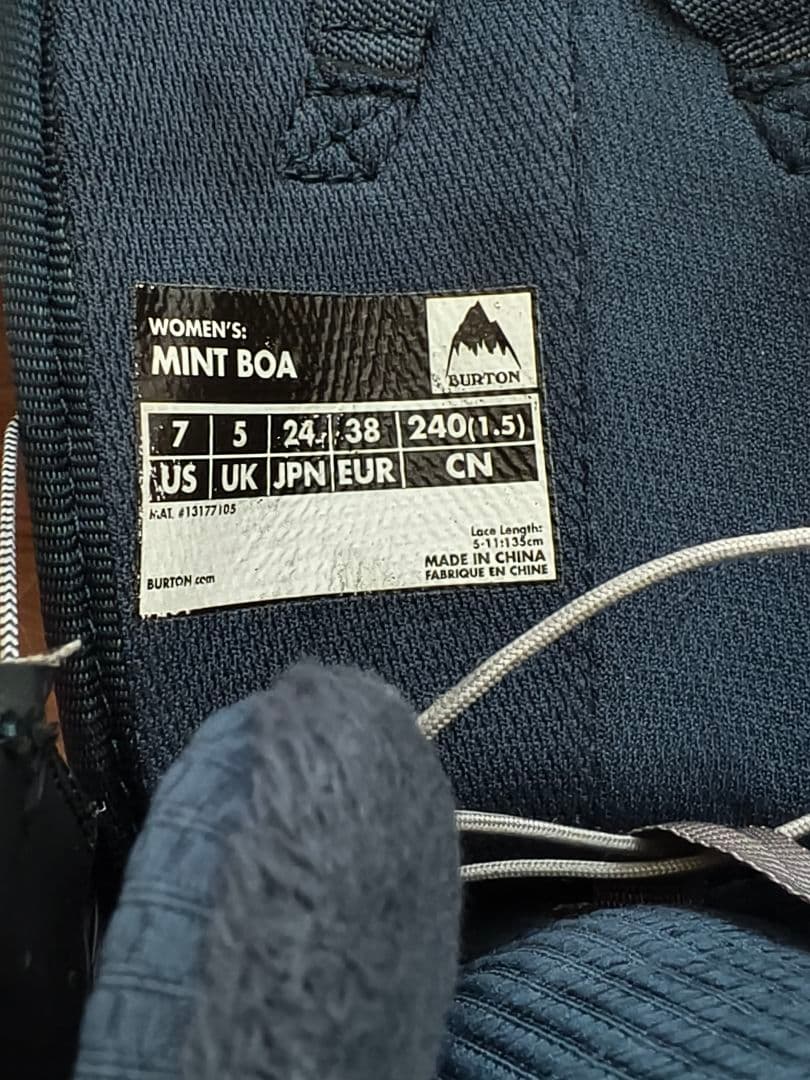 WOMEN'S:
MINT BOA
BURTON
7 5 24 38 240(1.5)
US UK JPN EUR CN
MAT. #13177105
Lace Length:
5-11:135cm
MADE IN CHINA
FABRIQUE EN CHINE
BURTON.com